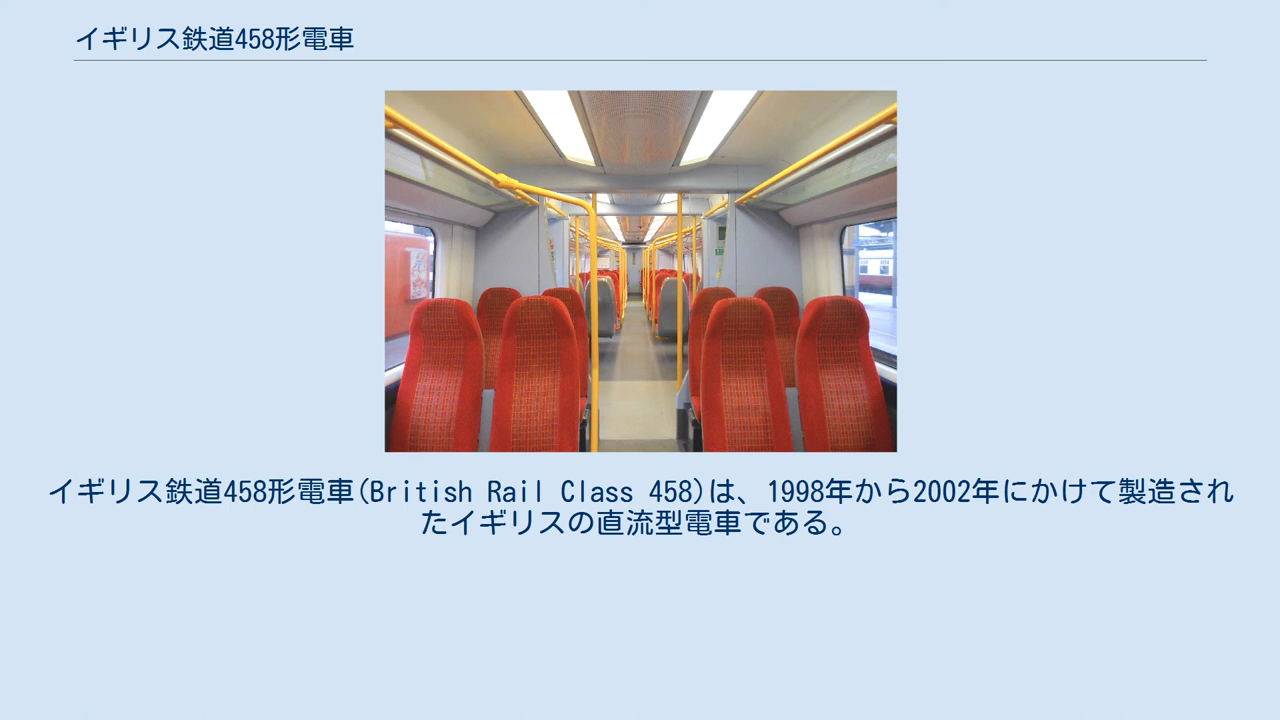 イギリス鉄道458形電車
イギリス鉄道458形電車(British Rail Class 458)は、1998年から2002年にかけて製造され
たイギリスの直流型電車である。